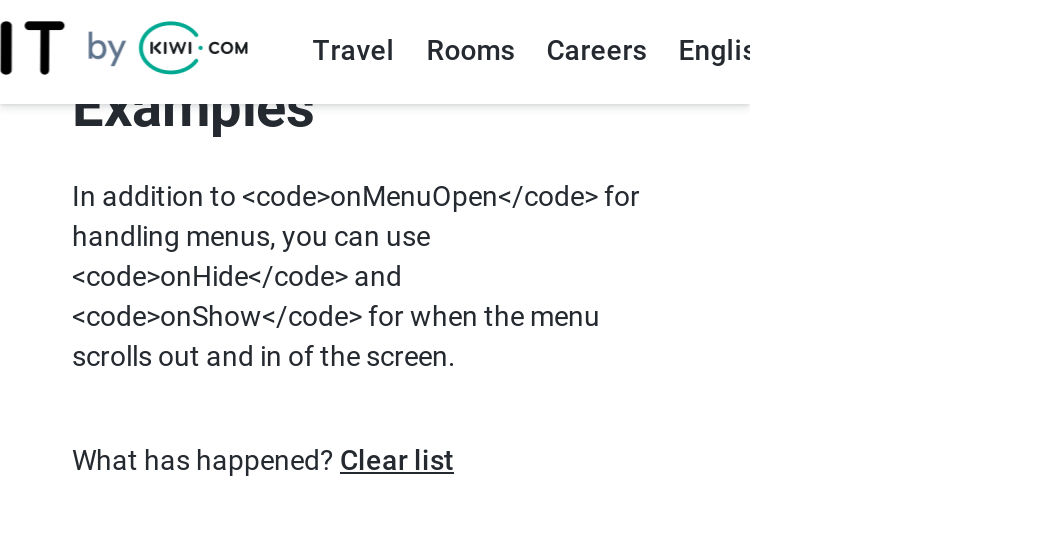 IT by KIWI.COM Travel Rooms Careers Englis
Examples
In addition to <code>onMenuOpen</code> for
handling menus, you can use
<code>onHide</code> and
<code>onShow</code> for when the menu
scrolls out and in of the screen.
What has happened? Clear list